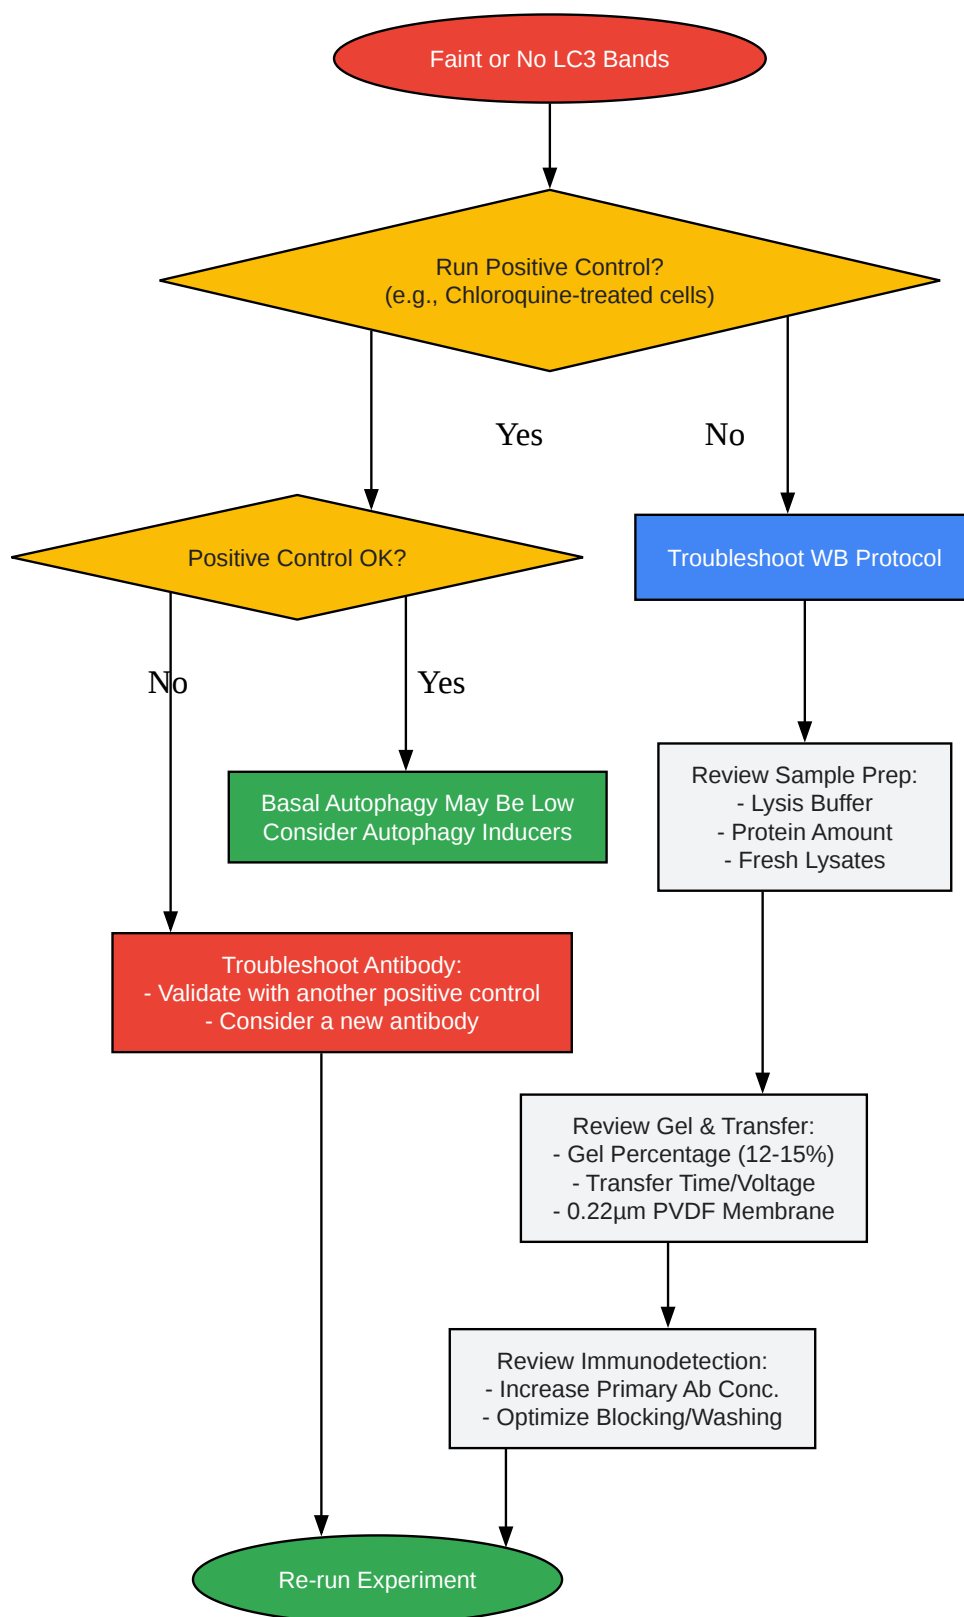 Faint or No LC3 Bands
Run Positive Control?
(e.g., Chloroquine-treated cells)
Yes
No
Positive Control OK?
Troubleshoot WB Protocol
No
Yes
Review Sample Prep:
- Lysis Buffer
- Protein Amount
- Fresh Lysates
Basal Autophagy May Be Low
Consider Autophagy Inducers
Troubleshoot Antibody:
- Validate with another positive control
- Consider a new antibody
Review Gel & Transfer:
- Gel Percentage (12-15%)
- Transfer Time/Voltage
- 0.22µm PVDF Membrane
Review Immunodetection:
- Increase Primary Ab Conc.
- Optimize Blocking/Washing
Re-run Experiment